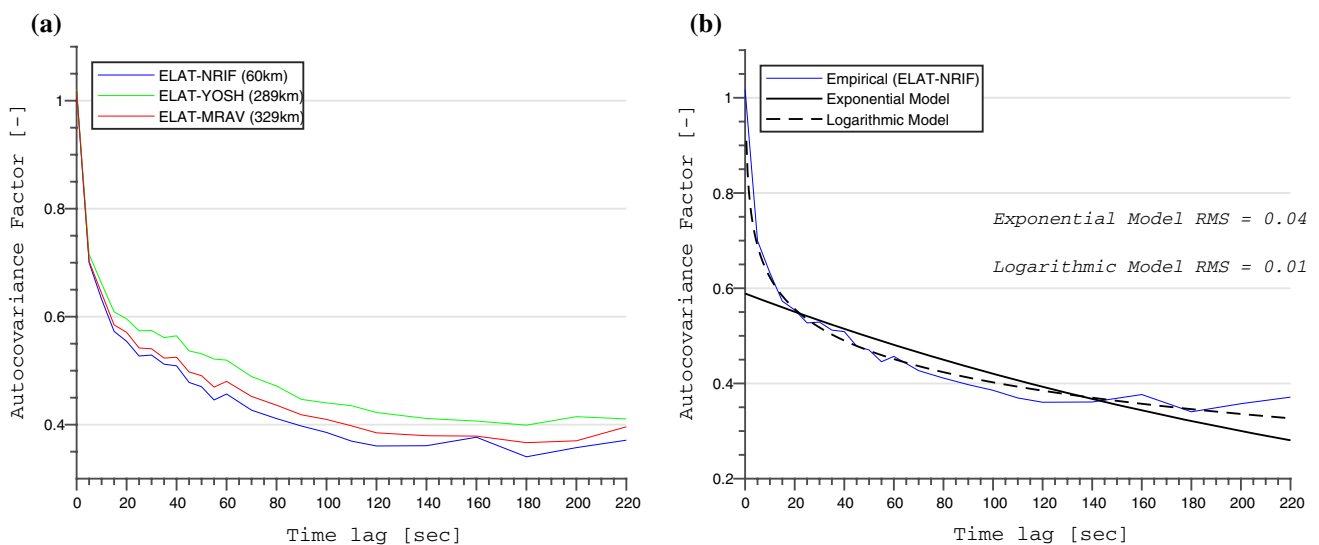 (a)
ELAT-NRIF (60km)
ELAT-YOSH (289km)
ELAT-MRAV (329km)
1
0.8
0.6
0.4
Autocovariance Factor [-]
0 20 40 60 80 100 120 140 160 180 200 220
Time lag [sec]
(b)
Empirical (ELAT-NRIF)
Exponential Model
Logarithmic Model
Exponential Model RMS = 0.04
Logarithmic Model RMS = 0.01
1
0.8
0.6
0.4
0.2
Autocovariance Factor [-]
0 20 40 60 80 100 120 140 160 180 200 220
Time lag [sec]